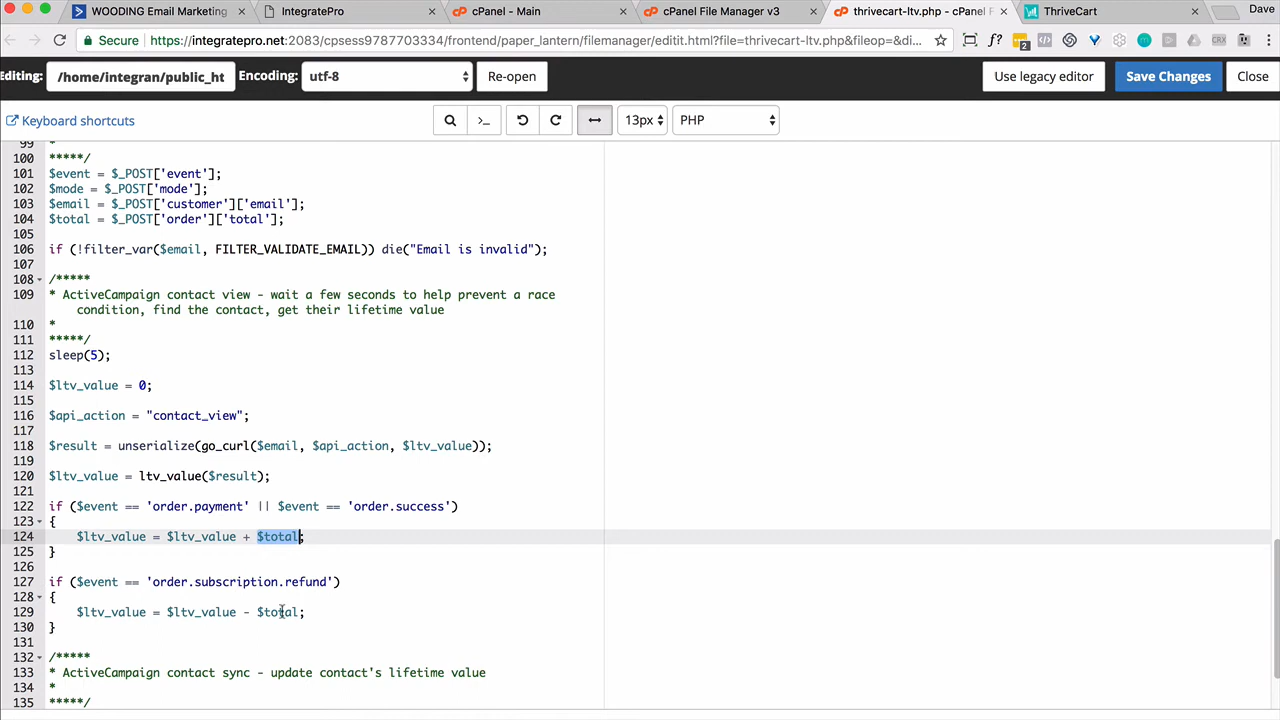 WOODING Email Marketing
IntegratePro
cPanel - Main
cPanel File Manager v3
thrivecart-ltv.php - cPanel F
ThriveCart
Dave
Secure
https://integratepro.net:2083/cpsess9787703334/frontend/paper_lantern/filemanager/editit.html?file=thrivecart-ltv.php&fileop=&di...
Editing:
/home/integran/public_ht
Encoding:
utf-8
Re-open
Use legacy editor
Save Changes
Close
Keyboard shortcuts
13px
PHP
99 *
100 *****/
101 $event = $_POST['event'];
102 $mode = $_POST['mode'];
103 $email = $_POST['customer']['email'];
104 $total = $_POST['order']['total'];
105
106 if (!filter_var($email, FILTER_VALIDATE_EMAIL)) die("Email is invalid");
107
108 /*****
109 * ActiveCampaign contact view - wait a few seconds to help prevent a race
condition, find the contact, get their lifetime value
110 *
111 *****/
112 sleep(5);
113
114 $ltv_value = 0;
115
116 $api_action = "contact_view";
117
118 $result = unserialize(go_curl($email, $api_action, $ltv_value));
119
120 $ltv_value = ltv_value($result);
121
122 if ($event == 'order.payment' || $event == 'order.success')
123 {
124 $ltv_value = $ltv_value + $total;
125 }
126
127 if ($event == 'order.subscription.refund')
128 {
129 $ltv_value = $ltv_value - $total;
130 }
131
132 /*****
133 * ActiveCampaign contact sync - update contact's lifetime value
134 *
135 *****/